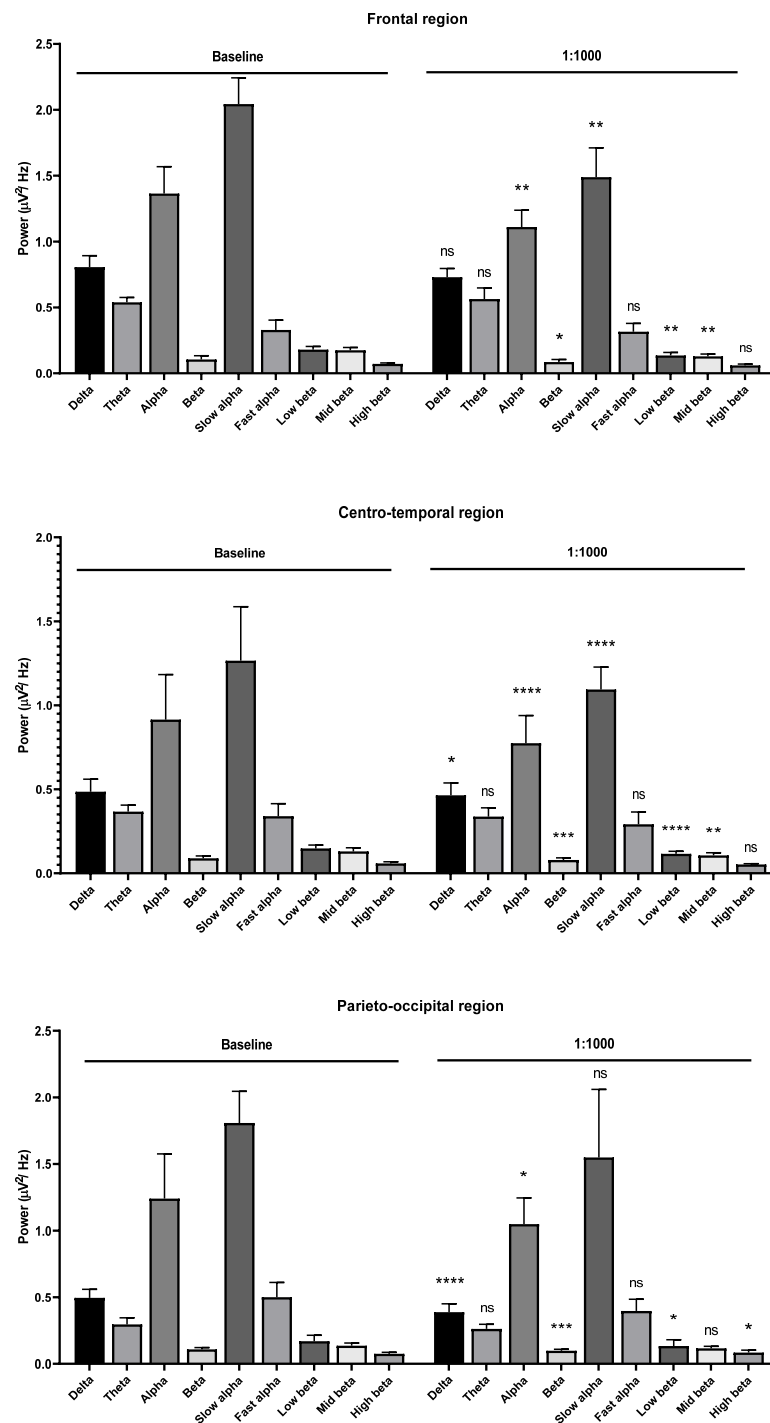 Frontal region
Baseline
1:1000
Power (µV²/ Hz)
2.5
2.0
1.5
1.0
0.5
0.0
ns
ns
**
*
**
ns
**
**
ns
Delta
Theta
Alpha
Beta
Slow alpha
Fast alpha
Low beta
Mid beta
High beta
Delta
Theta
Alpha
Beta
Slow alpha
Fast alpha
Low beta
Mid beta
High beta
Centro-temporal region
Baseline
1:1000
Power (µV²/ Hz)
2.0
1.5
1.0
0.5
0.0
*
ns
****
***
****
ns
****
**
ns
Delta
Theta
Alpha
Beta
Slow alpha
Fast alpha
Low beta
Mid beta
High beta
Delta
Theta
Alpha
Beta
Slow alpha
Fast alpha
Low beta
Mid beta
High beta
Parieto-occipital region
Baseline
1:1000
Power (µV²/ Hz)
2.5
2.0
1.5
1.0
0.5
0.0
****
ns
*
***
ns
ns
*
ns
*
Delta
Theta
Alpha
Beta
Slow alpha
Fast alpha
Low beta
Mid beta
High beta
Delta
Theta
Alpha
Beta
Slow alpha
Fast alpha
Low beta
Mid beta
High beta